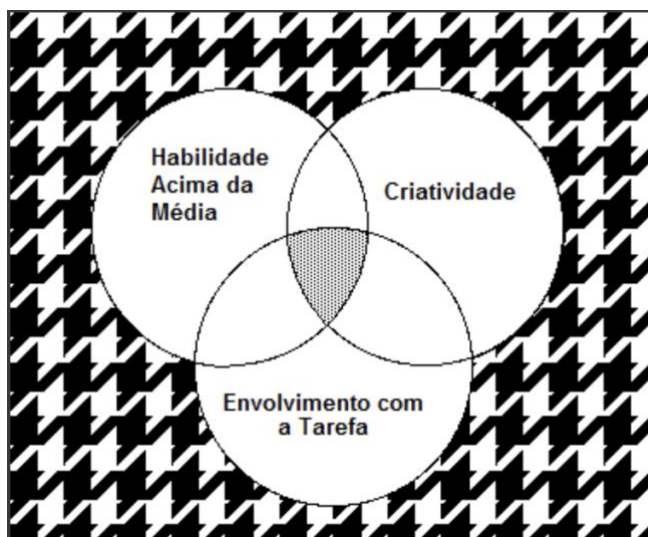 Habilidade
Acima da
Média
Criatividade
Envolvimento com
a Tarefa